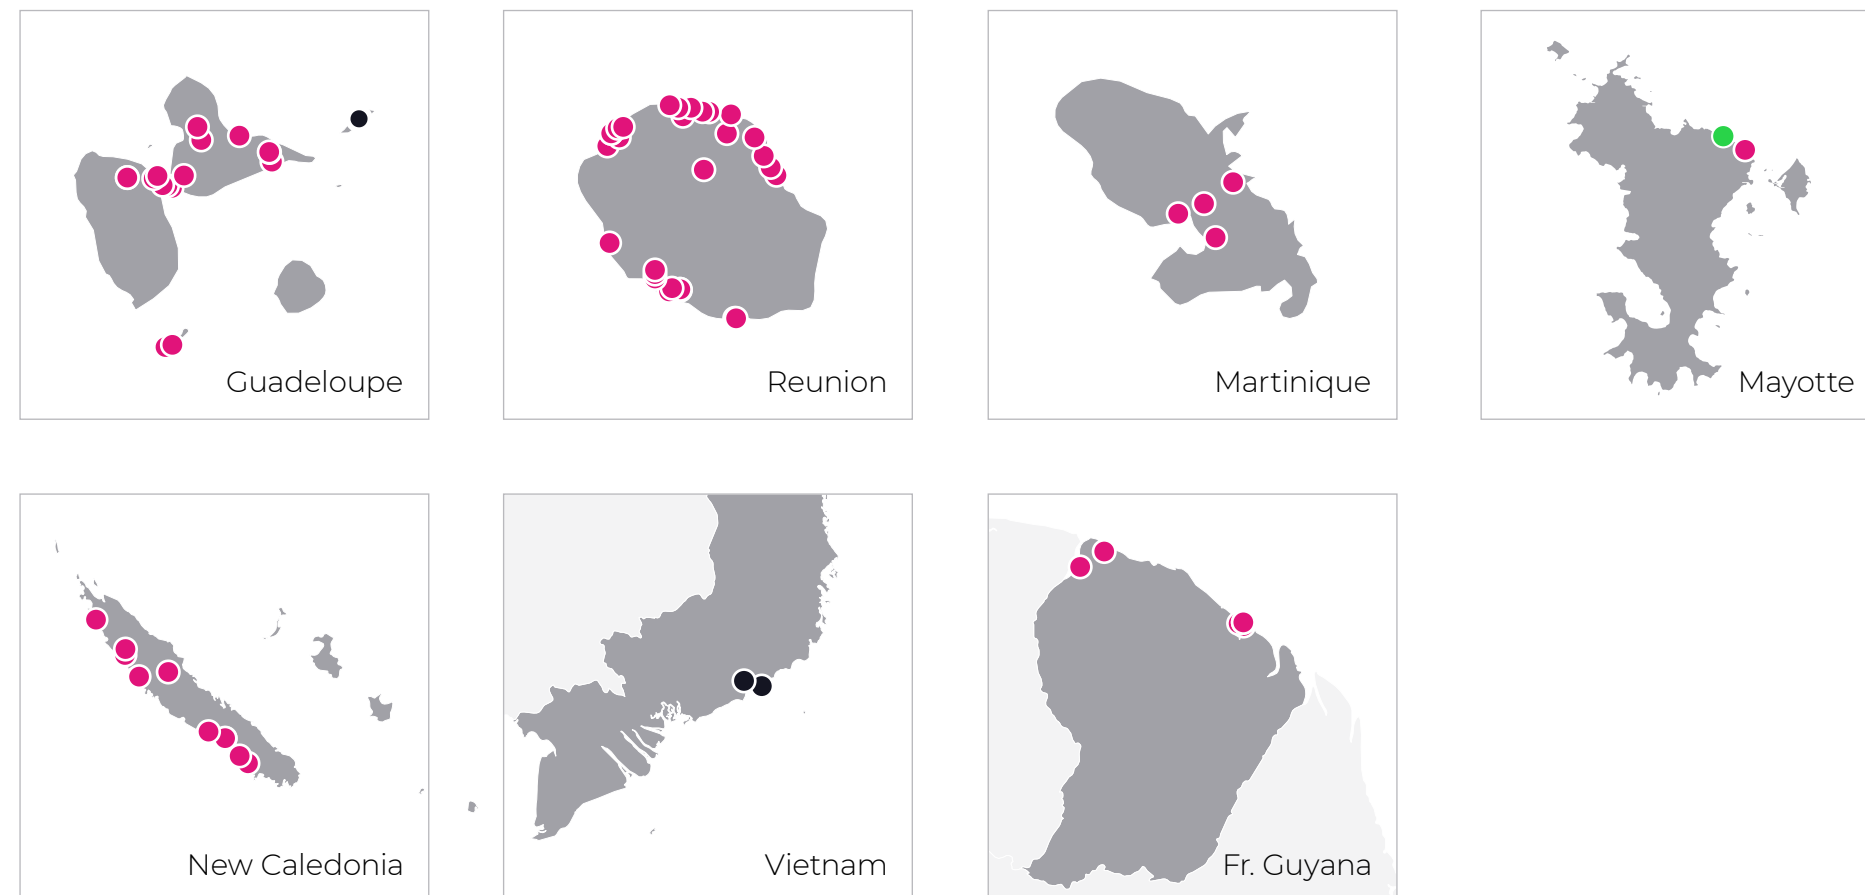 Guadeloupe
Reunion
Martinique
Mayotte
New Caledonia
Vietnam
Fr. Guyana